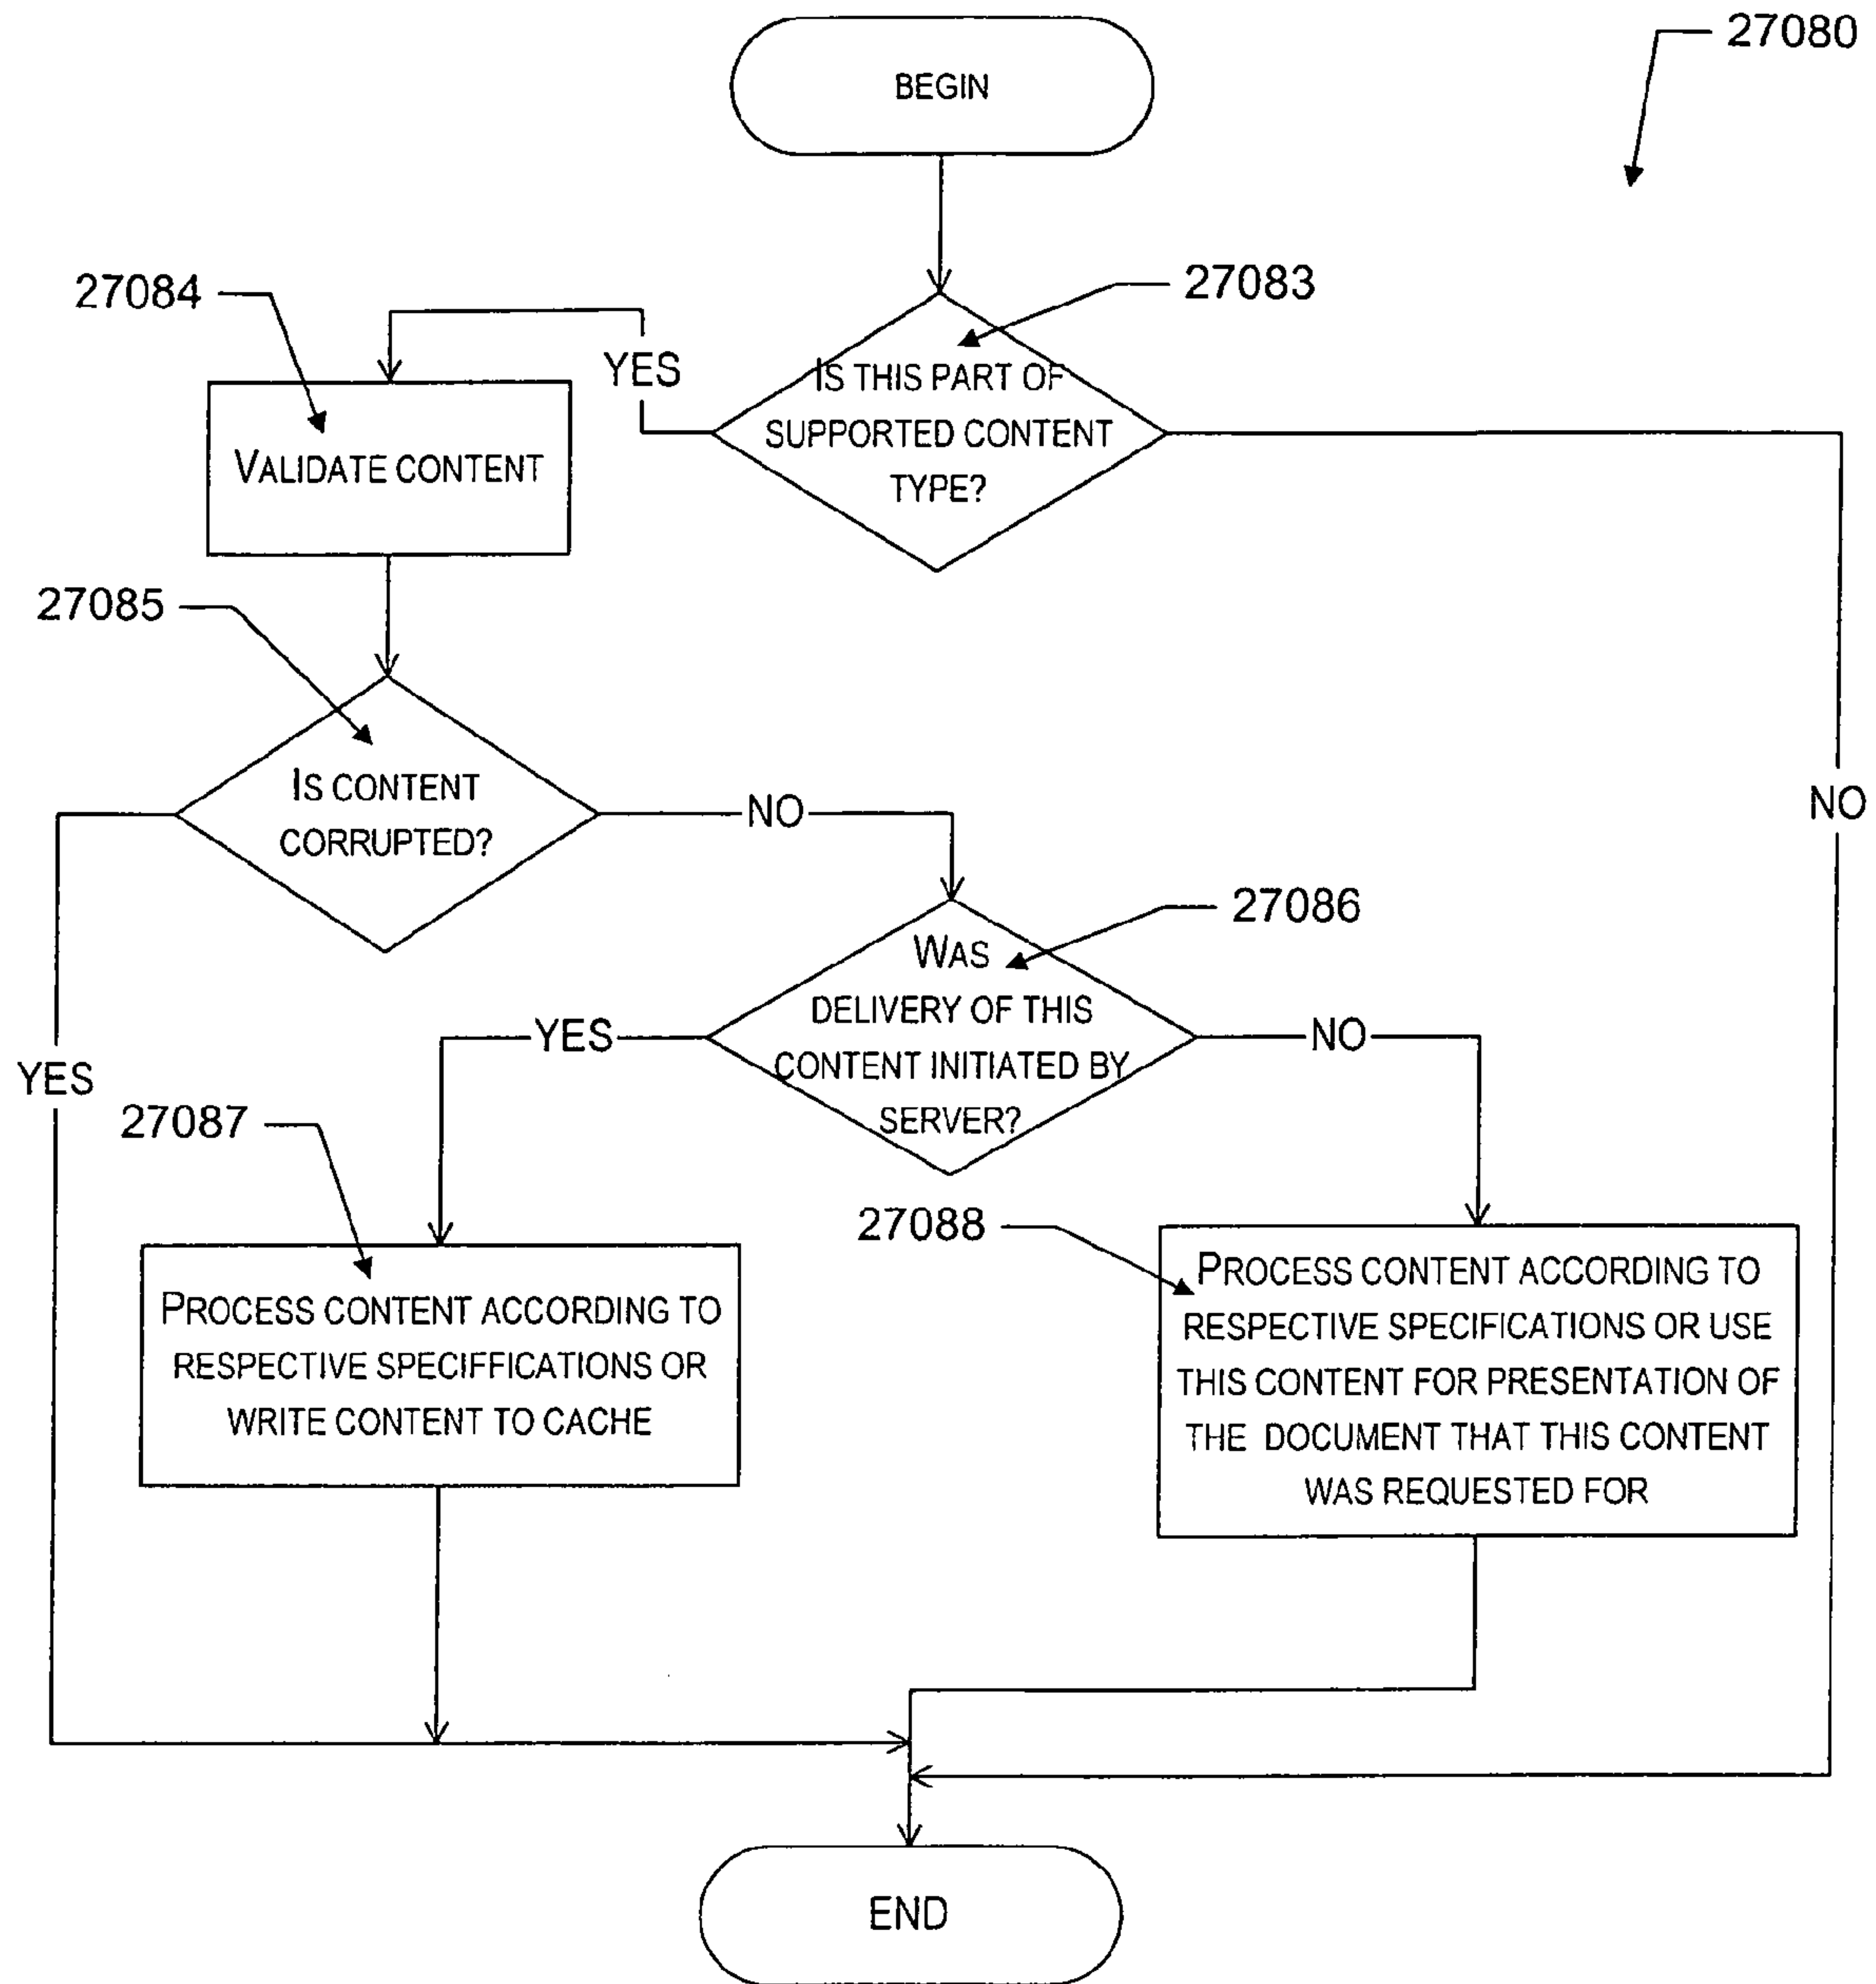 27080
BEGIN
27083
27084
YES
IS THIS PART OF
SUPPORTED CONTENT
TYPE?
VALIDATE CONTENT
27085
NO
IS CONTENT
CORRUPTED?
NO
27086
WAS
DELIVERY OF THIS
CONTENT INITIATED BY
SERVER?
YES
NO
YES
27087
27088
PROCESS CONTENT ACCORDING TO
RESPECTIVE SPECIFFICATIONS OR
WRITE CONTENT TO CACHE
PROCESS CONTENT ACCORDING TO
RESPECTIVE SPECIFICATIONS OR USE
THIS CONTENT FOR PRESENTATION OF
THE DOCUMENT THAT THIS CONTENT
WAS REQUESTED FOR
END